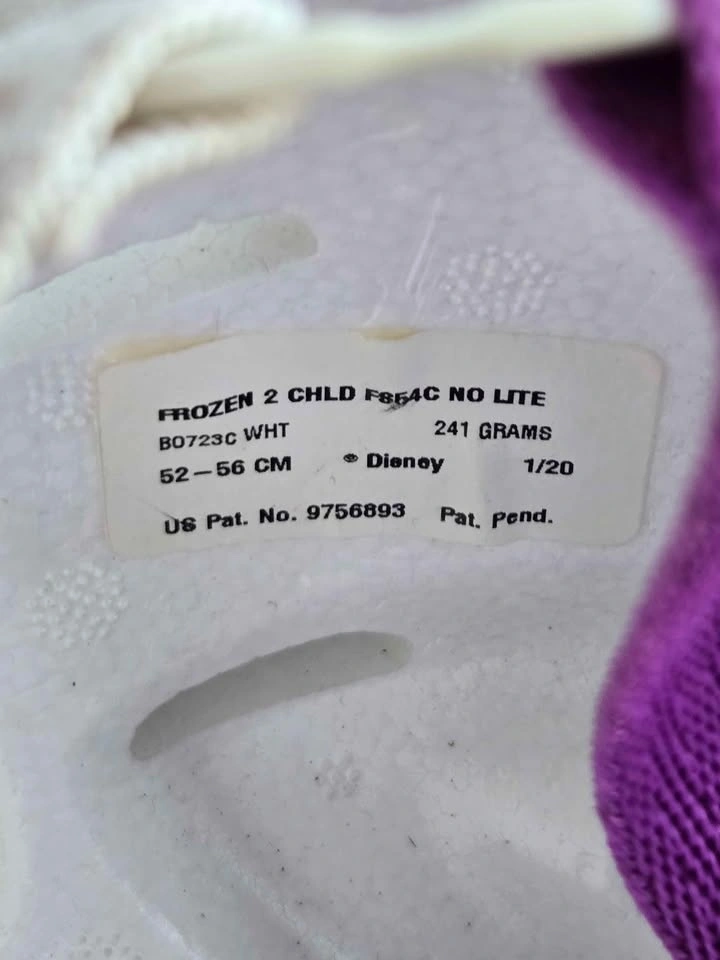 FROZEN 2 CHLD F854C NO LITE
B0723C WHT 241 GRAMS
52–56 CM © Disney 1/20
US Pat. No. 9756893 Pat. Pend.